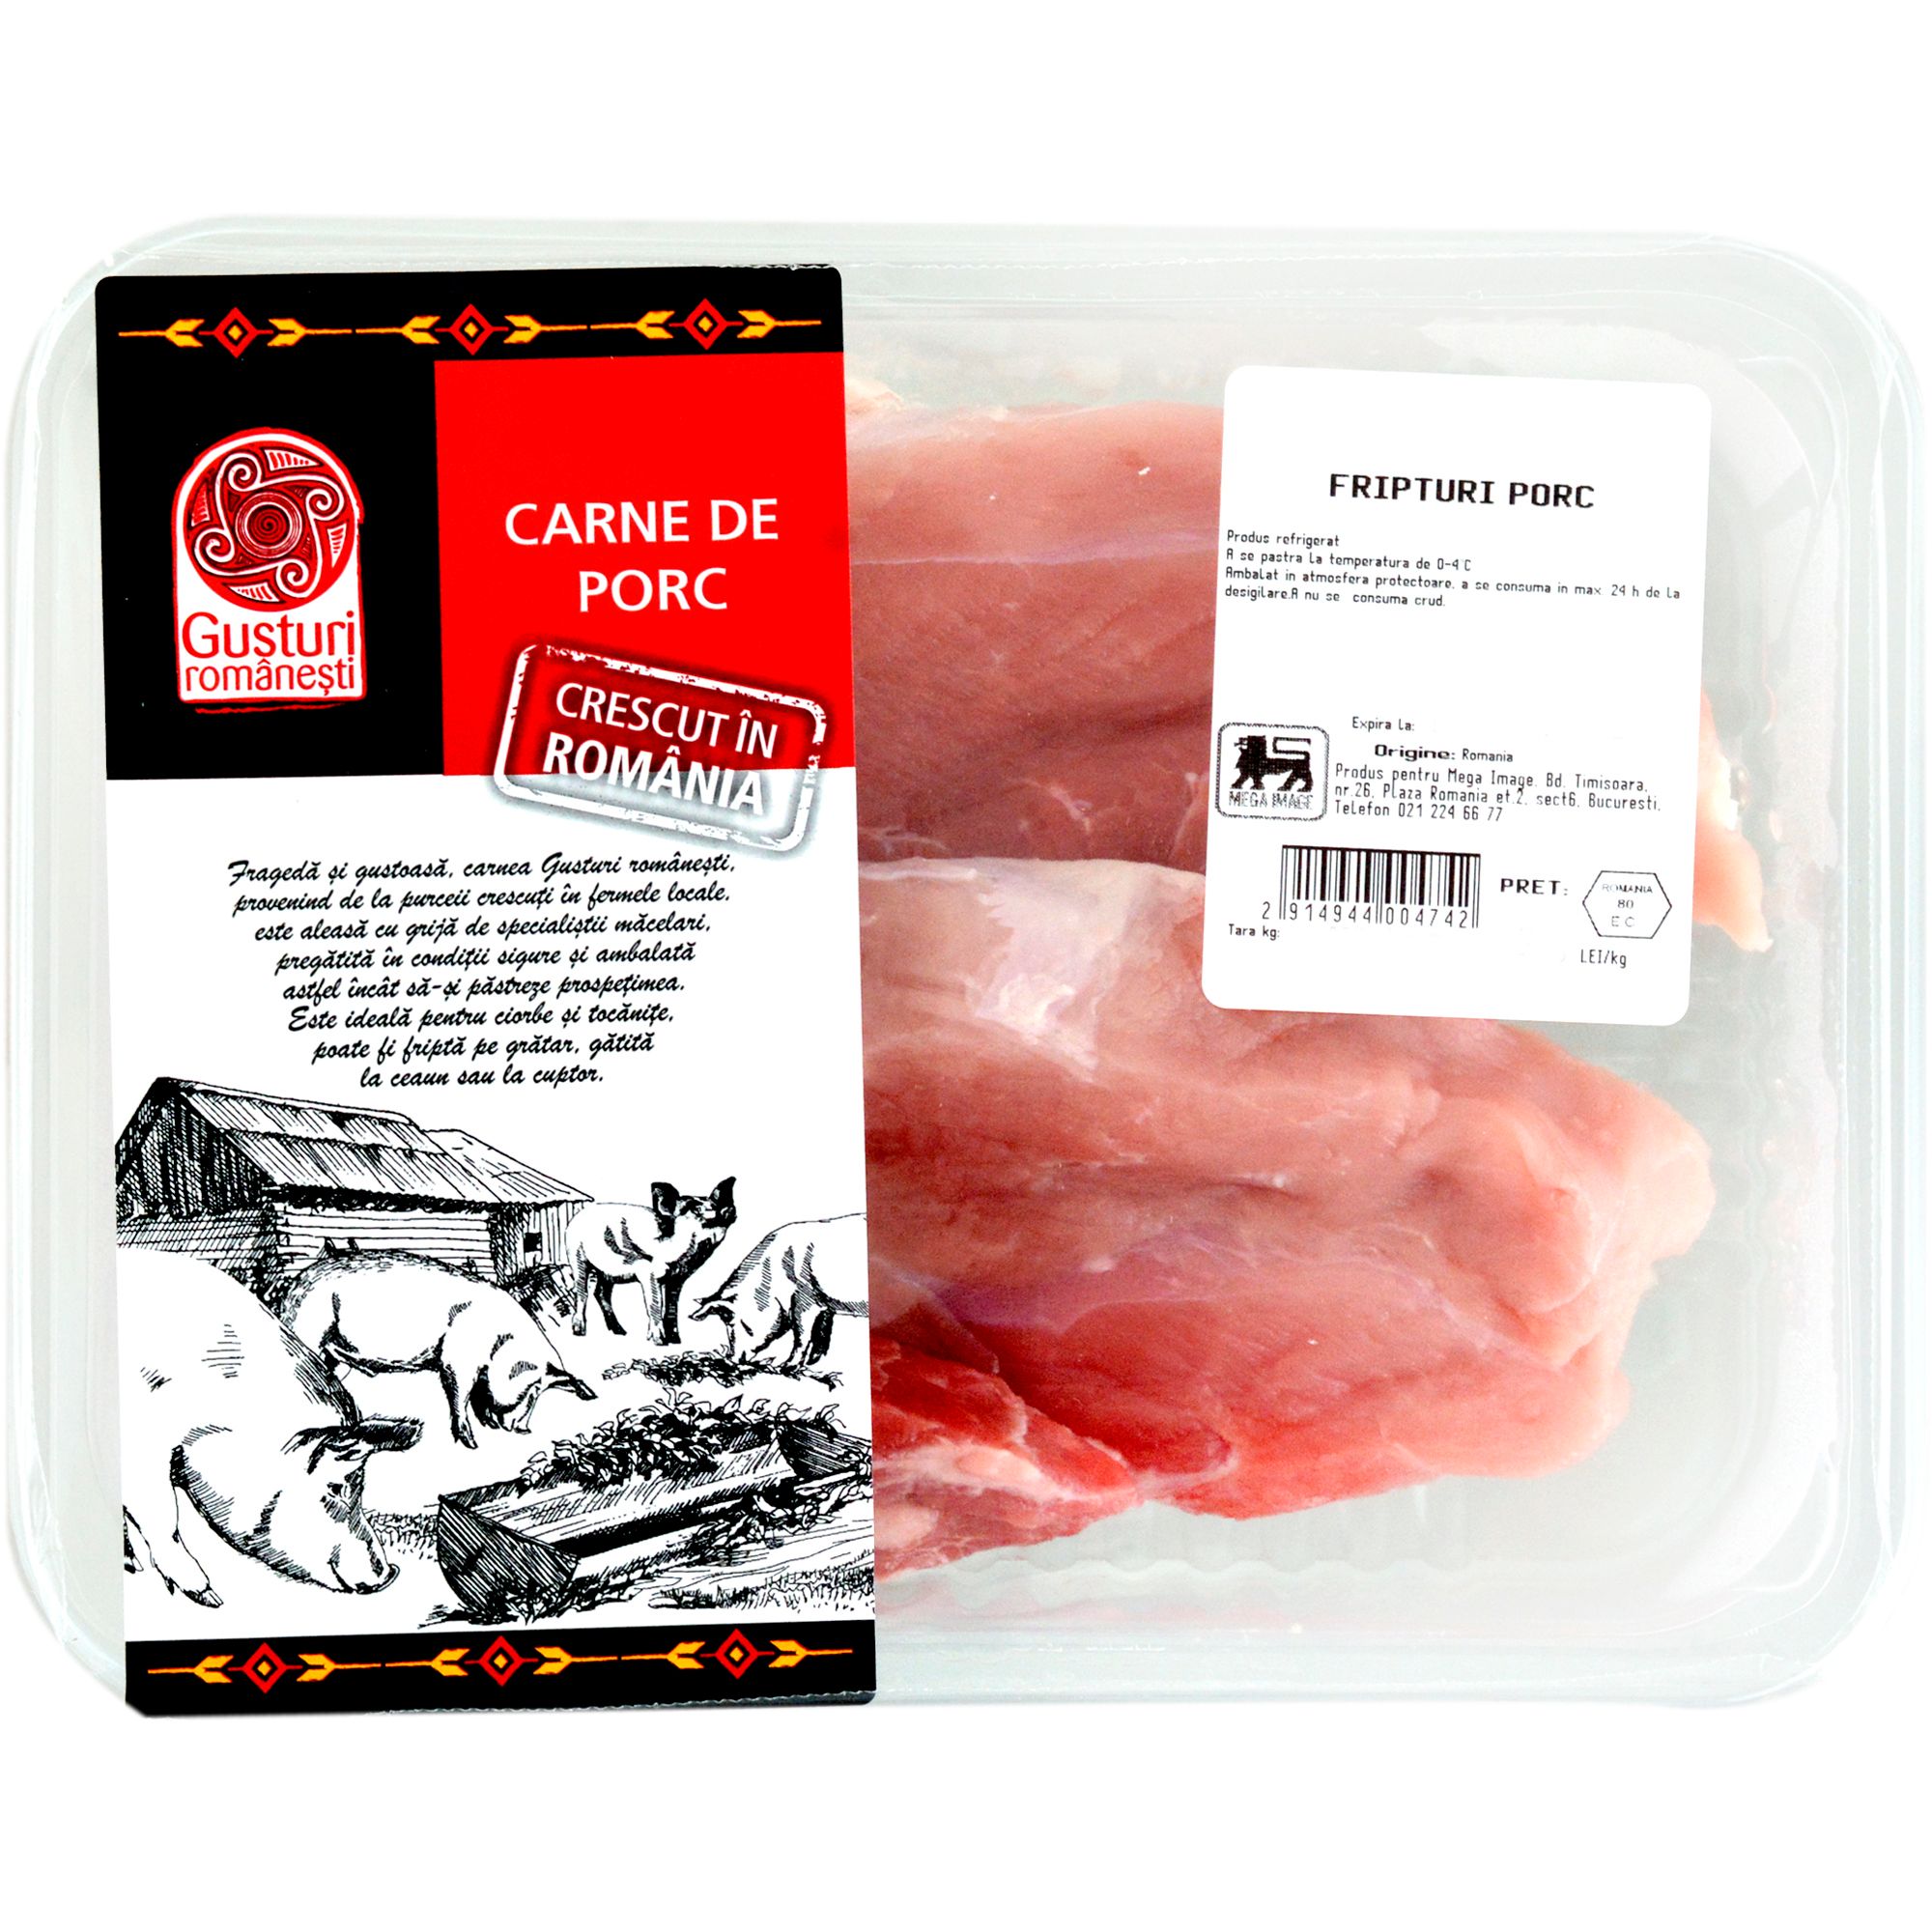 Gusturi
românești
CARNE DE
PORC
CRESCUT ÎN
ROMÂNIA
Fragedă și gustoasă, carnea Gusturi românești,
provenind de la purceii crescuți în fermele locale,
este aleasă cu grijă de specialiștii măcelari,
pregătită în condiții sigure și ambalată
astfel încât să-și păstreze prospețimea.
Este ideală pentru ciorbe și tocănițe,
poate fi friptă pe grătar, gătită
la ceaun sau la cuptor.
FRIPTURI PORC
Produs refrigerat
A se pastra La temperatura de 0-4 C
Ambalat in atmosfera protectoare, a se consuma in max. 24 h de La
desigilare.A nu se consuma crud.
Expira La:
Origine: Romania
Produs pentru Mega Image. Bd. Timisoara,
nr.26, Plaza Romania et.2, sect6, Bucuresti,
Telefon 021 224 66 77
MEGA IMAGE
2 914944 004742
PRET:
ROMANIA
80
E C
Tara kg:
LEI/kg